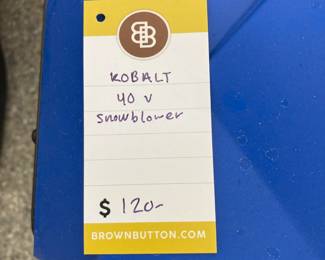 BB
KOBALT
40 v
snowblower
$ 120-
BROWNBUTTON.COM